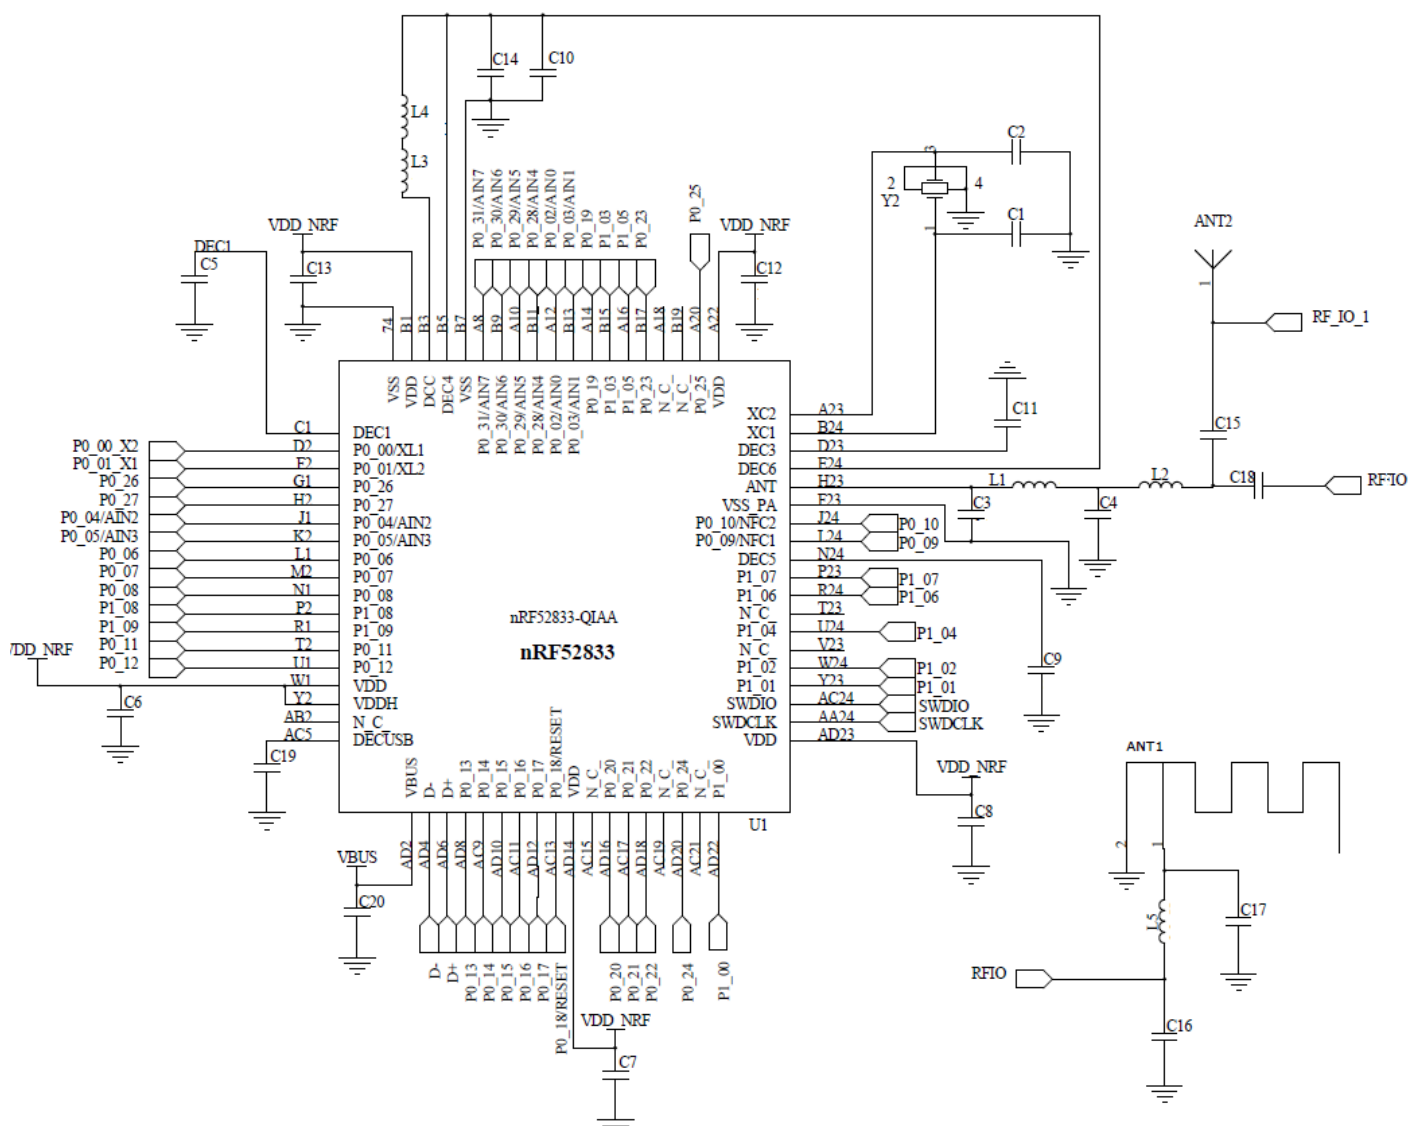 C14
C10
L4
L3
C2
2
3
4
Y2
C1
1
P0_31/AIN7
P0_30/AIN6
P0_29/AIN5
P0_28/AIN4
P0_02/AIN0
P0_03/AIN1
P0_19
P1_03
P1_05
P0_23
P0_25
VDD_NRF
DEC1
C5
C13
VDD_NRF
C12
ANT2
1
RF_IO_1
74
B1
B3
B5
B7
A8
B9
A10
B11
A12
B13
A14
B15
A16
B17
A18
B19
A20
A22
VSS
VDD
DCC
DEC4
VSS
P0_31/AIN7
P0_30/AIN6
P0_29/AIN5
P0_28/AIN4
P0_02/AIN0
P0_03/AIN1
P0_19
P1_03
P1_05
P0_23
N_C_
N_C_
P0_25
VDD
C11
C15
C1 DEC1
P0_00_X2 D2 P0_00/XL1
P0_01_X1 F2 P0_01/XL2
P0_26 G1 P0_26
P0_27 H2 P0_27
P0_04/AIN2 J1 P0_04/AIN2
P0_05/AIN3 K2 P0_05/AIN3
P0_06 L1 P0_06
P0_07 M2 P0_07
P0_08 N1 P0_08
P1_08 P2 P1_08
P1_09 R1 P1_09
P0_11 T2 P0_11
P0_12 U1 P0_12
W1 VDD
Y2 VDDH
AB2 N_C_
AC5 DECUSB
VDD_NRF
C6
C19
nRF52833-QIAA
nRF52833
XC2 A23
XC1 B24
DEC3 D23
DEC6 E24
ANT H23
VSS_PA F23
P0_10/NFC2 J24 P0_10
P0_09/NFC1 L24 P0_09
DEC5 N24
P1_07 P23 P1_07
P1_06 R24 P1_06
N_C_ T23
P1_04 U24 P1_04
N_C_ V23
P1_02 W24 P1_02
P1_01 Y23 P1_01
SWDIO AC24 SWDIO
SWDCLK AA24 SWDCLK
VDD AD23
L1
L2
C3
C4
C18
RFIO
C9
VDD_NRF
C8
VBUS
D-
D+
P0_13
P0_14
P0_15
P0_16
P0_17
P0_18/RESET
VDD
N_C_
P0_20
P0_21
P0_22
N_C_
P0_24
N_C_
P1_00
U1
AD2
AD4
AD6
AD8
AC9
AD10
AC11
AD12
AC13
AD14
AC15
AD16
AC17
AD18
AC19
AD20
AC21
AD22
VBUS
C20
D-
D+
P0_13
P0_14
P0_15
P0_16
P0_17
P0_18/RESET
P0_20
P0_21
P0_22
P0_24
P1_00
VDD_NRF
C7
ANT1
2
1
L5
C17
RFIO
C16